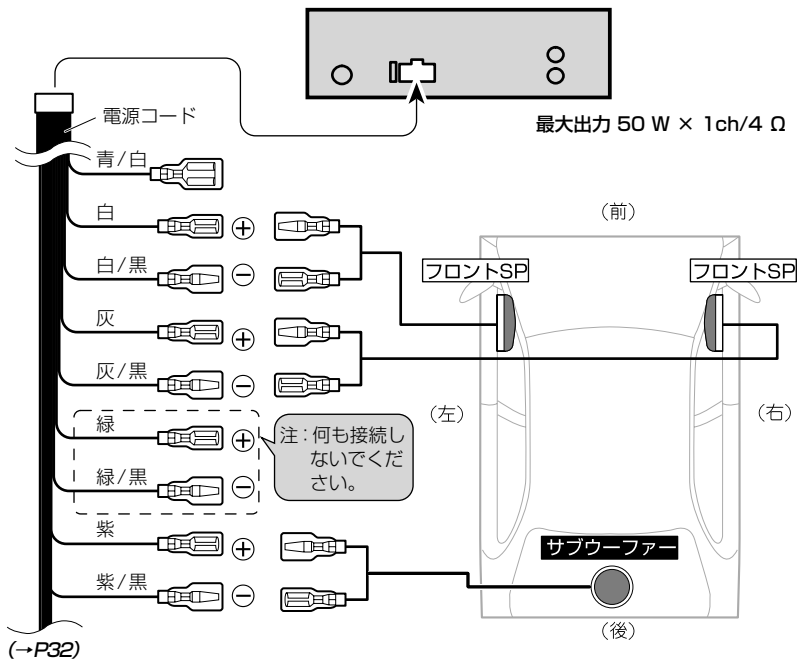 最大出力 50 W × 1ch/4 Ω
電源コード
青/白
白
⊕
白/黒
⊖
灰
⊕
灰/黒
⊖
緑
⊕
緑/黒
⊖
注：何も接続し
ないでくだ
さい。
紫
⊕
紫/黒
⊖
(→P32)
（前）
フロントSP
フロントSP
（左）
（右）
サブウーファー
（後）